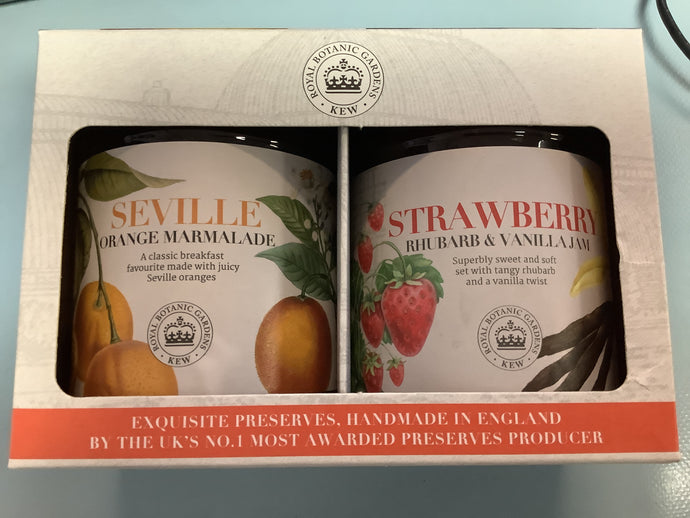 ROYAL BOTANIC GARDENS
KEW
SEVILLE
ORANGE MARMALADE
A classic breakfast
favourite made with juicy
Seville oranges
ROYAL BOTANIC GARDENS
KEW
STRAWBERRY
RHUBARB & VANILLA JAM
Superbly sweet and soft
set with tangy rhubarb
and a vanilla twist
ROYAL BOTANIC GARDENS
KEW
EXQUISITE PRESERVES, HANDMADE IN ENGLAND
BY THE UK'S NO.1 MOST AWARDED PRESERVES PRODUCER